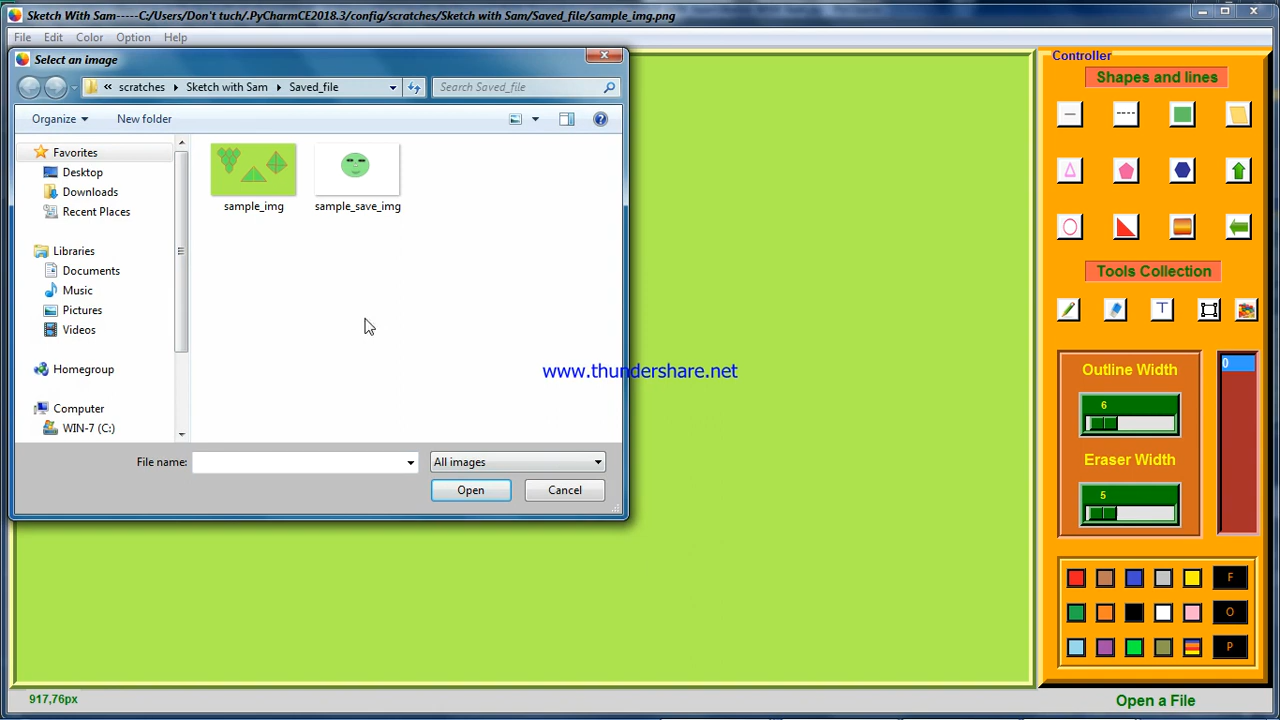 Sketch With Sam-----C:/Users/Don't tuch/.PyCharmCE2018.3/config/scratches/Sketch with Sam/Saved_file/sample_img.png
File Edit Color Option Help
Select an image
« scratches Sketch with Sam Saved_file Search Saved_file
Organize New folder
Favorites
Desktop
Downloads
Recent Places
Libraries
Documents
Music
Pictures
Videos
Homegroup
Computer
WIN-7 (C:)
sample_img sample_save_img
File name: All images
Open Cancel
www.thundershare.net
Controller
Shapes and lines
Tools Collection
T
Outline Width
6
Eraser Width
5
0
F
O
P
917,76px
Open a File